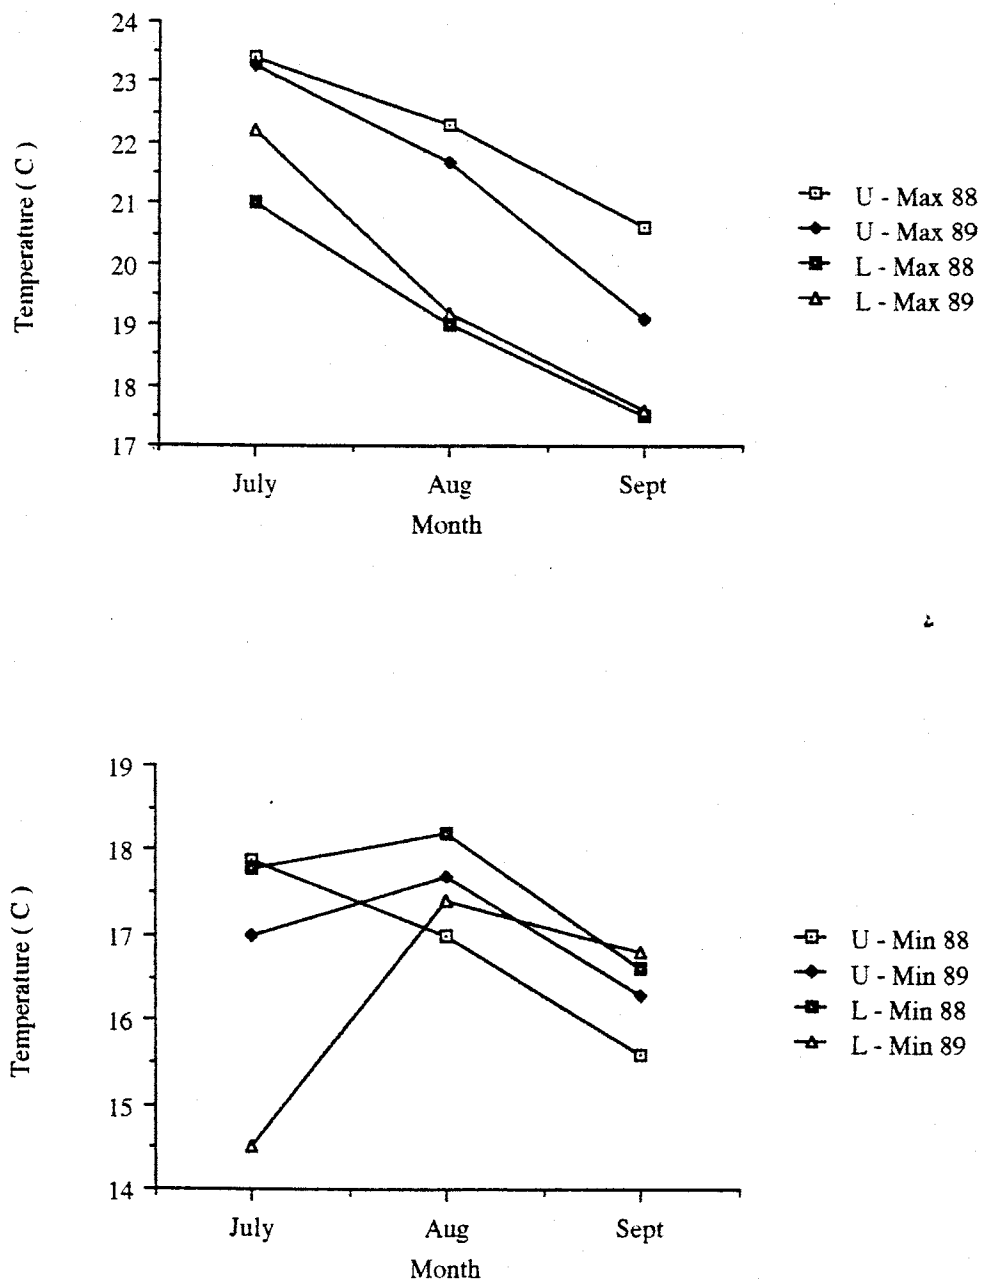 24
23
22
21
20
19
18
17
Temperature ( C )
July Aug Sept
Month
U - Max 88
U - Max 89
L - Max 88
L - Max 89
19
18
17
16
15
14
Temperature ( C )
July Aug Sept
Month
U - Min 88
U - Min 89
L - Min 88
L - Min 89